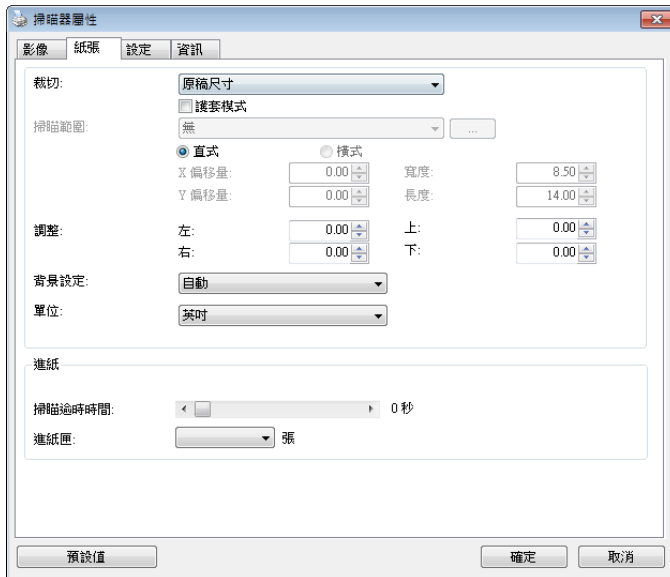 掃瞄器屬性
影像 紙張 設定 資訊
裁切: 原稿尺寸
護套模式
掃瞄範圍: 無 ...
直式 橫式
X 偏移量: 0.00 寬度: 8.50
Y 偏移量: 0.00 長度: 14.00
調整: 左: 0.00 上: 0.00
右: 0.00 下: 0.00
背景設定: 自動
單位: 英吋
進紙
掃瞄逾時時間: 0 秒
進紙匣: 張
預設值 確定 取消